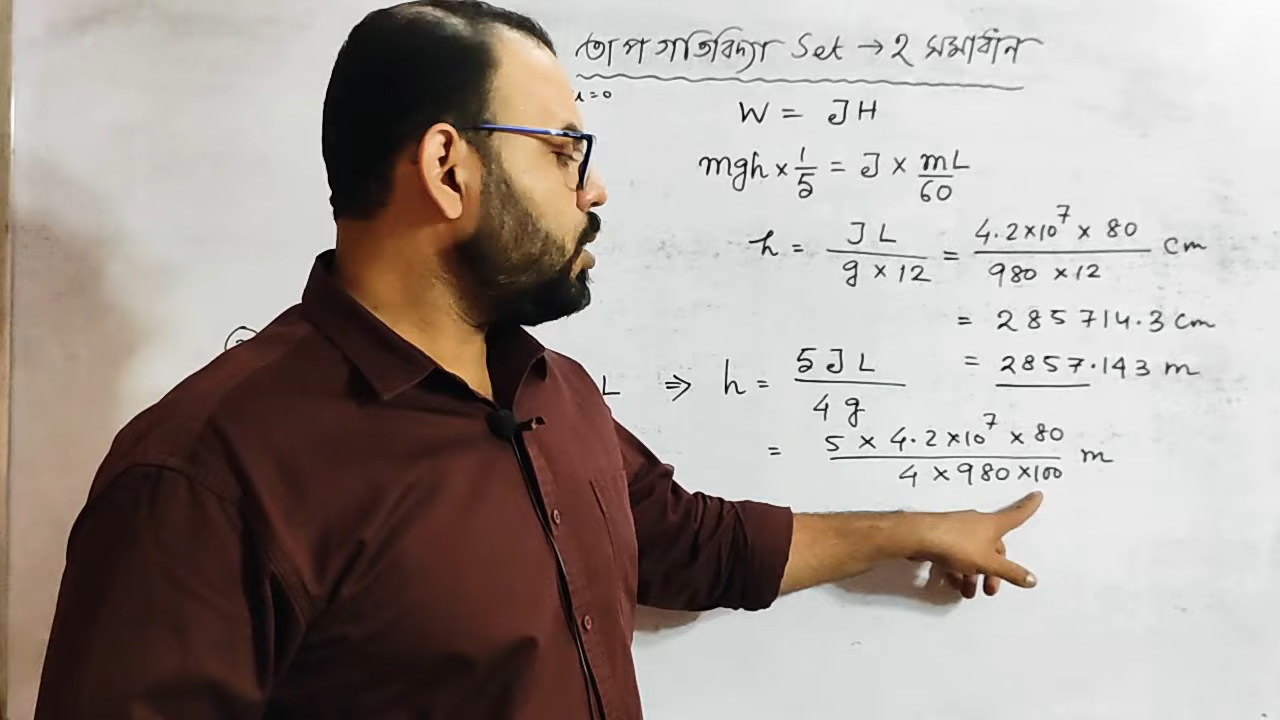 তাপ গতিবিদ্যা Set → ২ সমাধান
u=0
W = JH
mgh × 1/5 = J × mL/60
h = JL/(g × 12) = (4.2×10⁷ × 80)/(980 × 12) cm
= 285714.3 cm
= 2857.143 m
L ⇒ h = 5JL/4g
= (5 × 4.2×10⁷ × 80)/(4 × 980 ×100) m